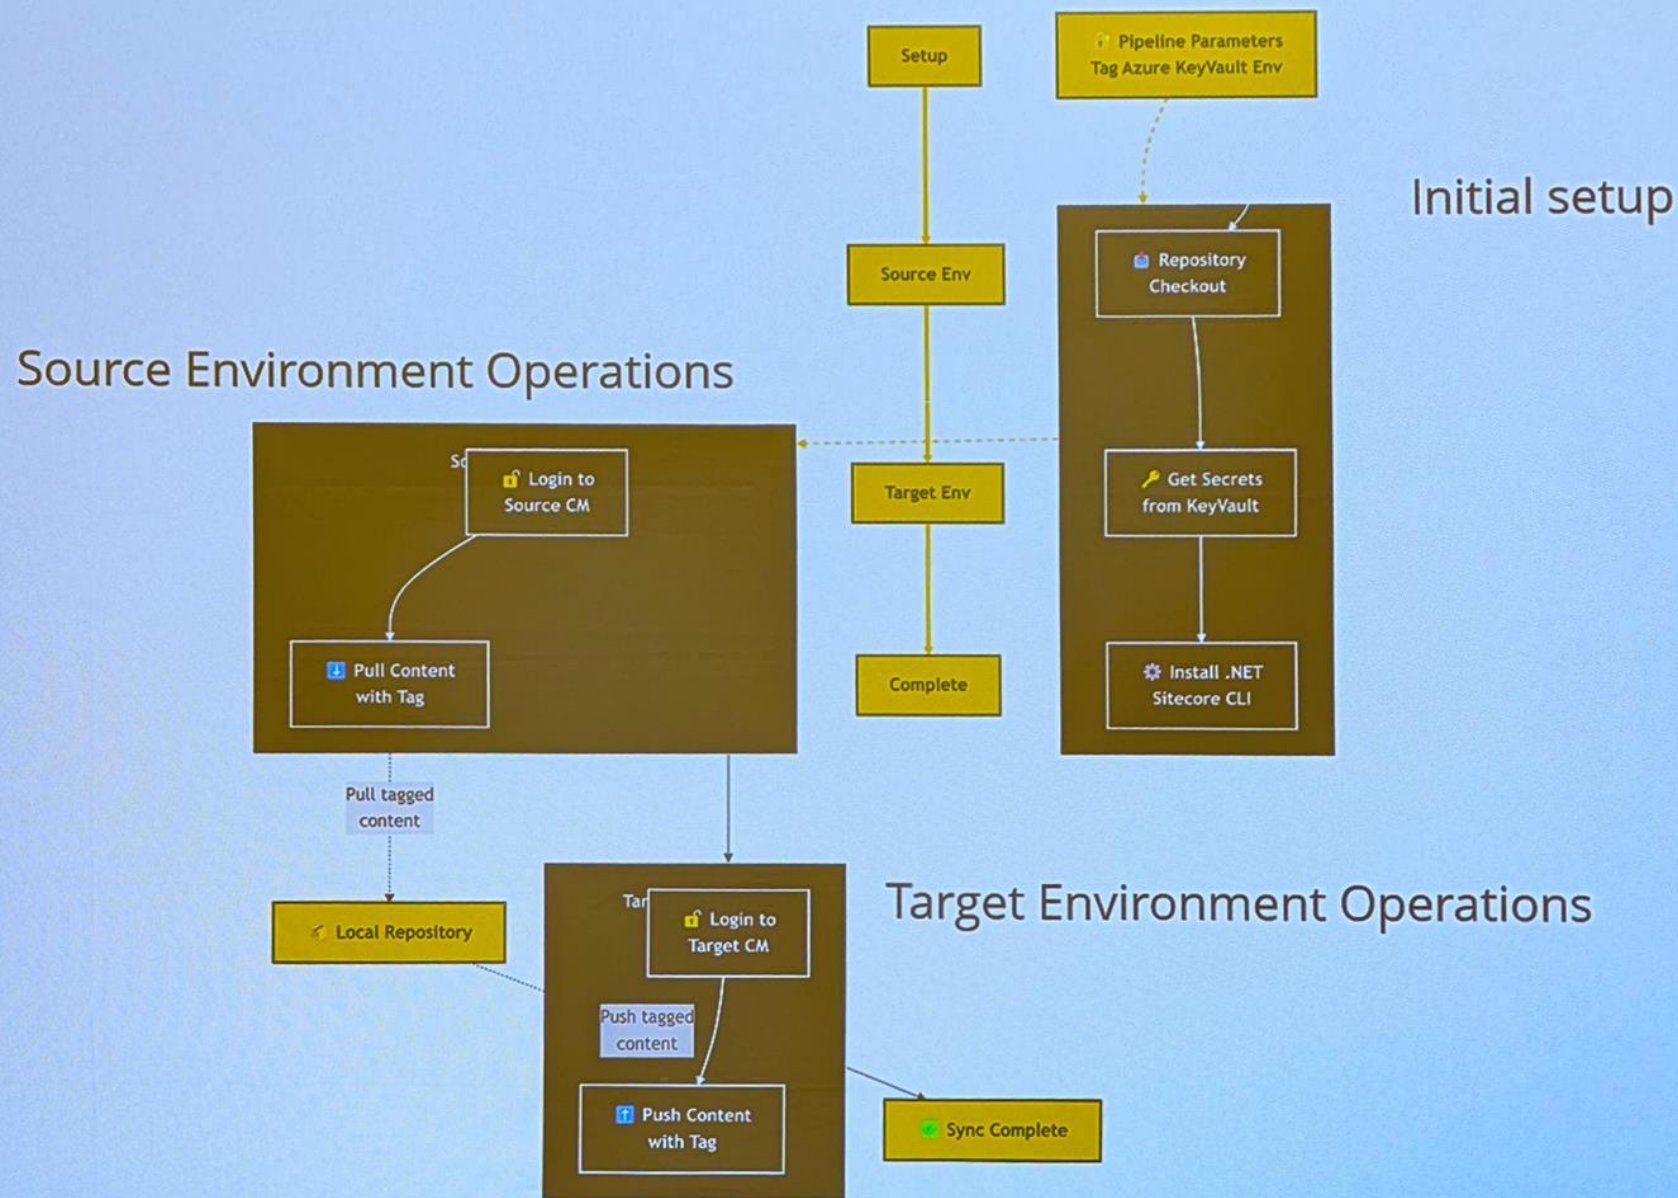 Setup
Pipeline Parameters
Tag Azure KeyVault Env
Initial setup
Repository
Checkout
Source Env
Source Environment Operations
Login to
Source CM
Target Env
Get Secrets
from KeyVault
Pull Content
with Tag
Complete
Install .NET
Sitecore CLI
Pull tagged
content
Local Repository
Tar
Login to
Target CM
Target Environment Operations
Push tagged
content
Push Content
with Tag
Sync Complete